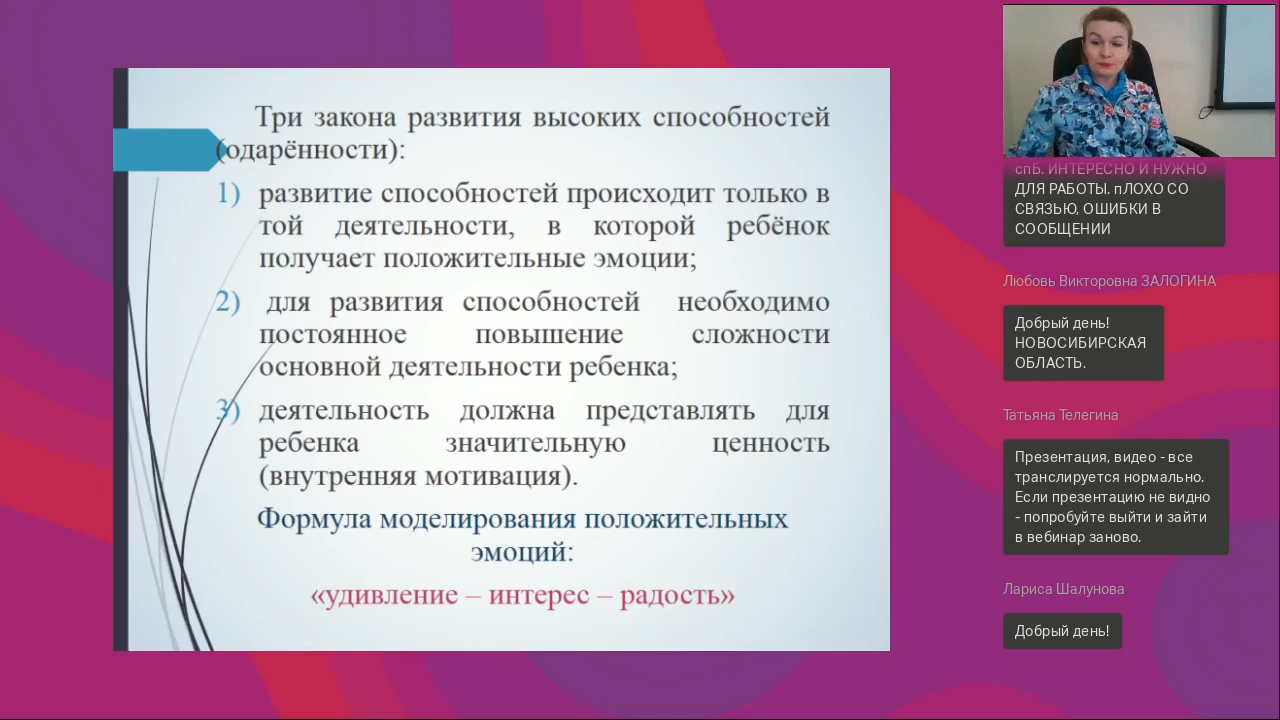 Три закона развития высоких способностей
(одарённости):
1) развитие способностей происходит только в
той деятельности, в которой ребёнок
получает положительные эмоции;
2) для развития способностей необходимо
постоянное повышение сложности
основной деятельности ребенка;
3) деятельность должна представлять для
ребенка значительную ценность
(внутренняя мотивация).
Формула моделирования положительных
эмоций:
«удивление – интерес – радость»
спБ. ИНТЕРЕСНО И НУЖНО
ДЛЯ РАБОТЫ. пЛОХО СО
СВЯЗЬЮ, ОШИБКИ В
СООБЩЕНИИ
Любовь Викторовна ЗАЛОГИНА
Добрый день!
НОВОСИБИРСКАЯ
ОБЛАСТЬ.
Татьяна Телегина
Презентация, видео - все
транслируется нормально.
Если презентацию не видно
- попробуйте выйти и зайти
в вебинар заново.
Лариса Шалунова
Добрый день!